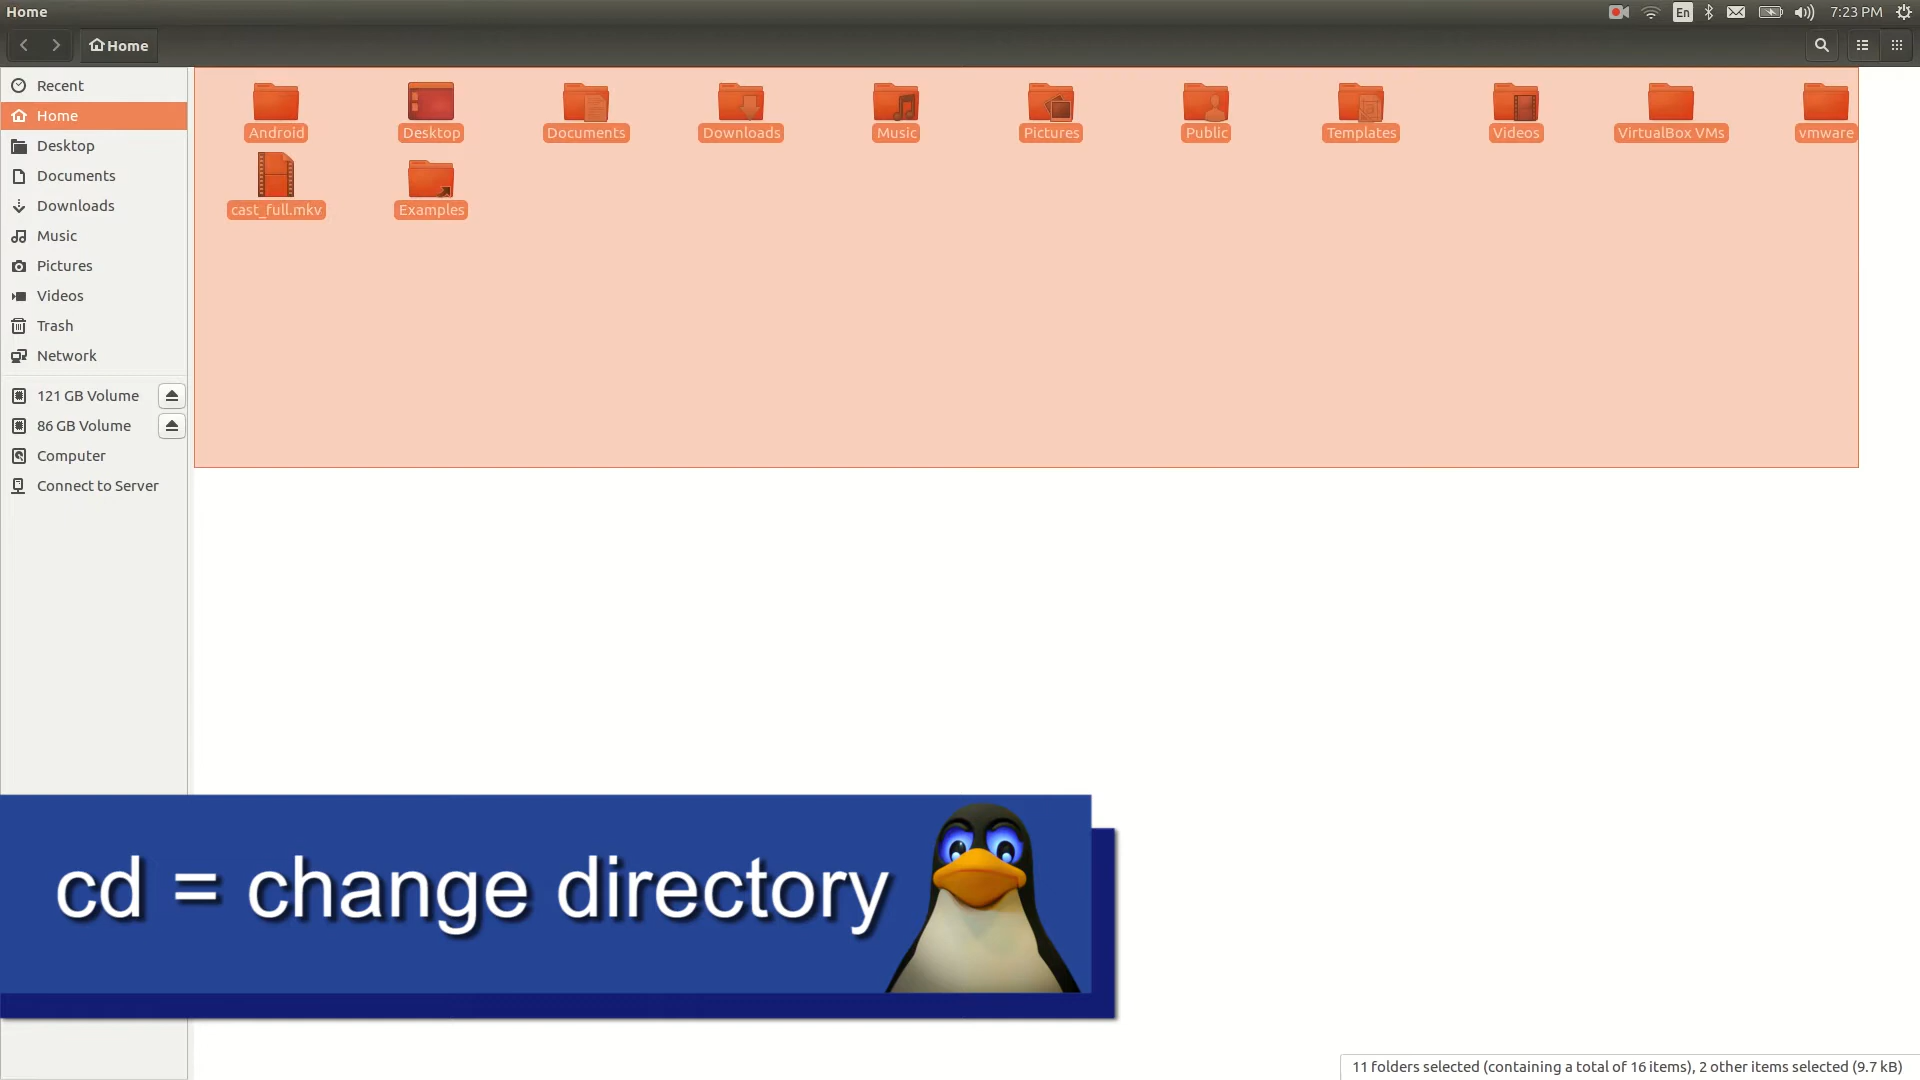 Home
En
7:23 PM
Home
Recent
Home
Desktop
Documents
Downloads
Music
Pictures
Videos
Trash
Network
121 GB Volume
86 GB Volume
Computer
Connect to Server
Android Desktop Documents Downloads Music Pictures Public Templates Videos VirtualBox VMs vmware
cast_full.mkv Examples
cd = change directory
11 folders selected (containing a total of 16 items), 2 other items selected (9.7 kB)